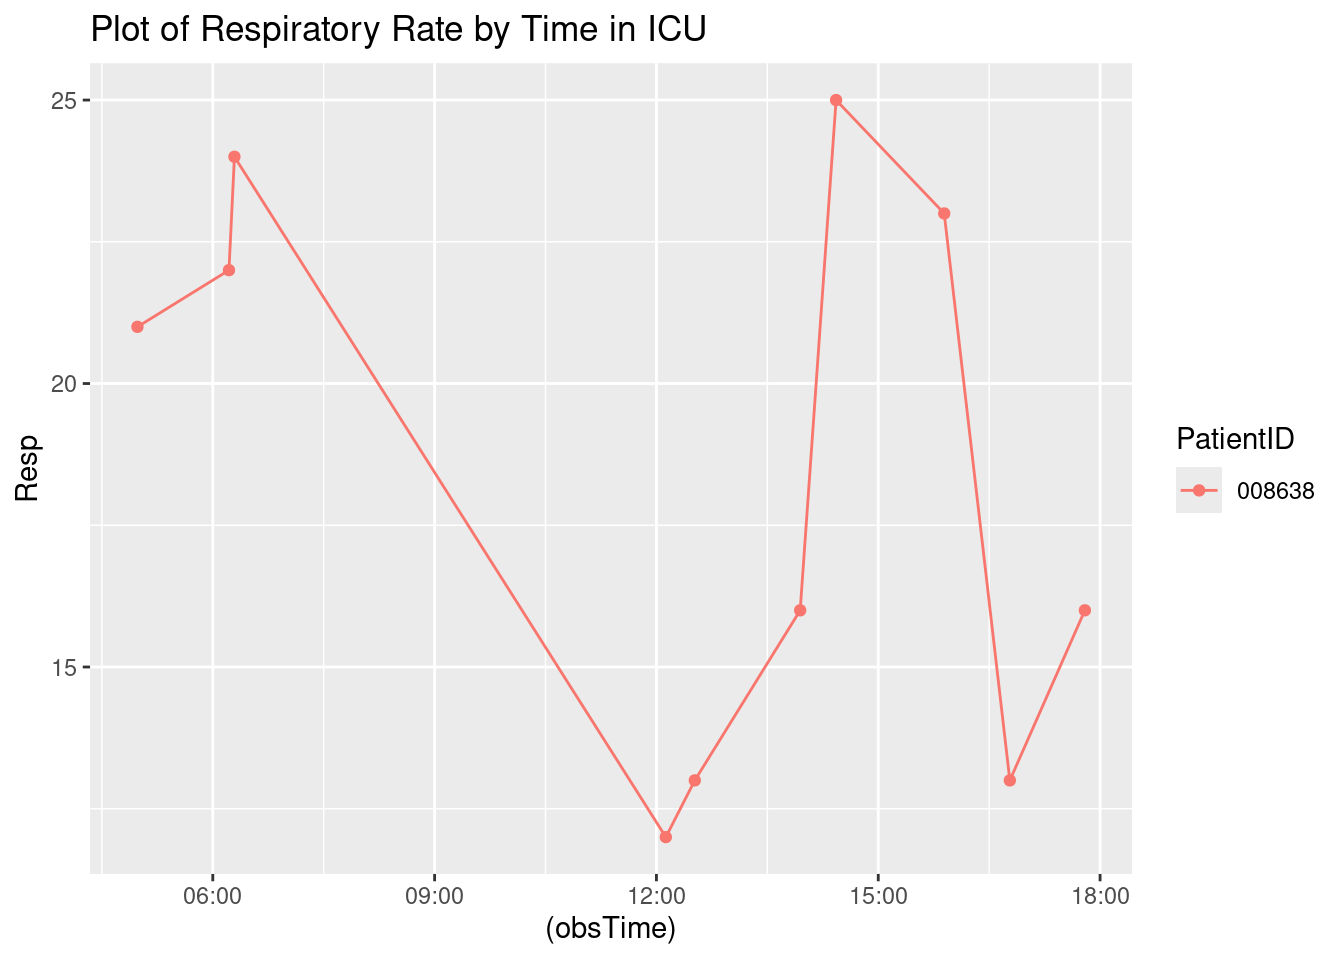 Plot of Respiratory Rate by Time in ICU
25
20
15
Resp
06:00 09:00 12:00 15:00 18:00
(obsTime)
PatientID
008638